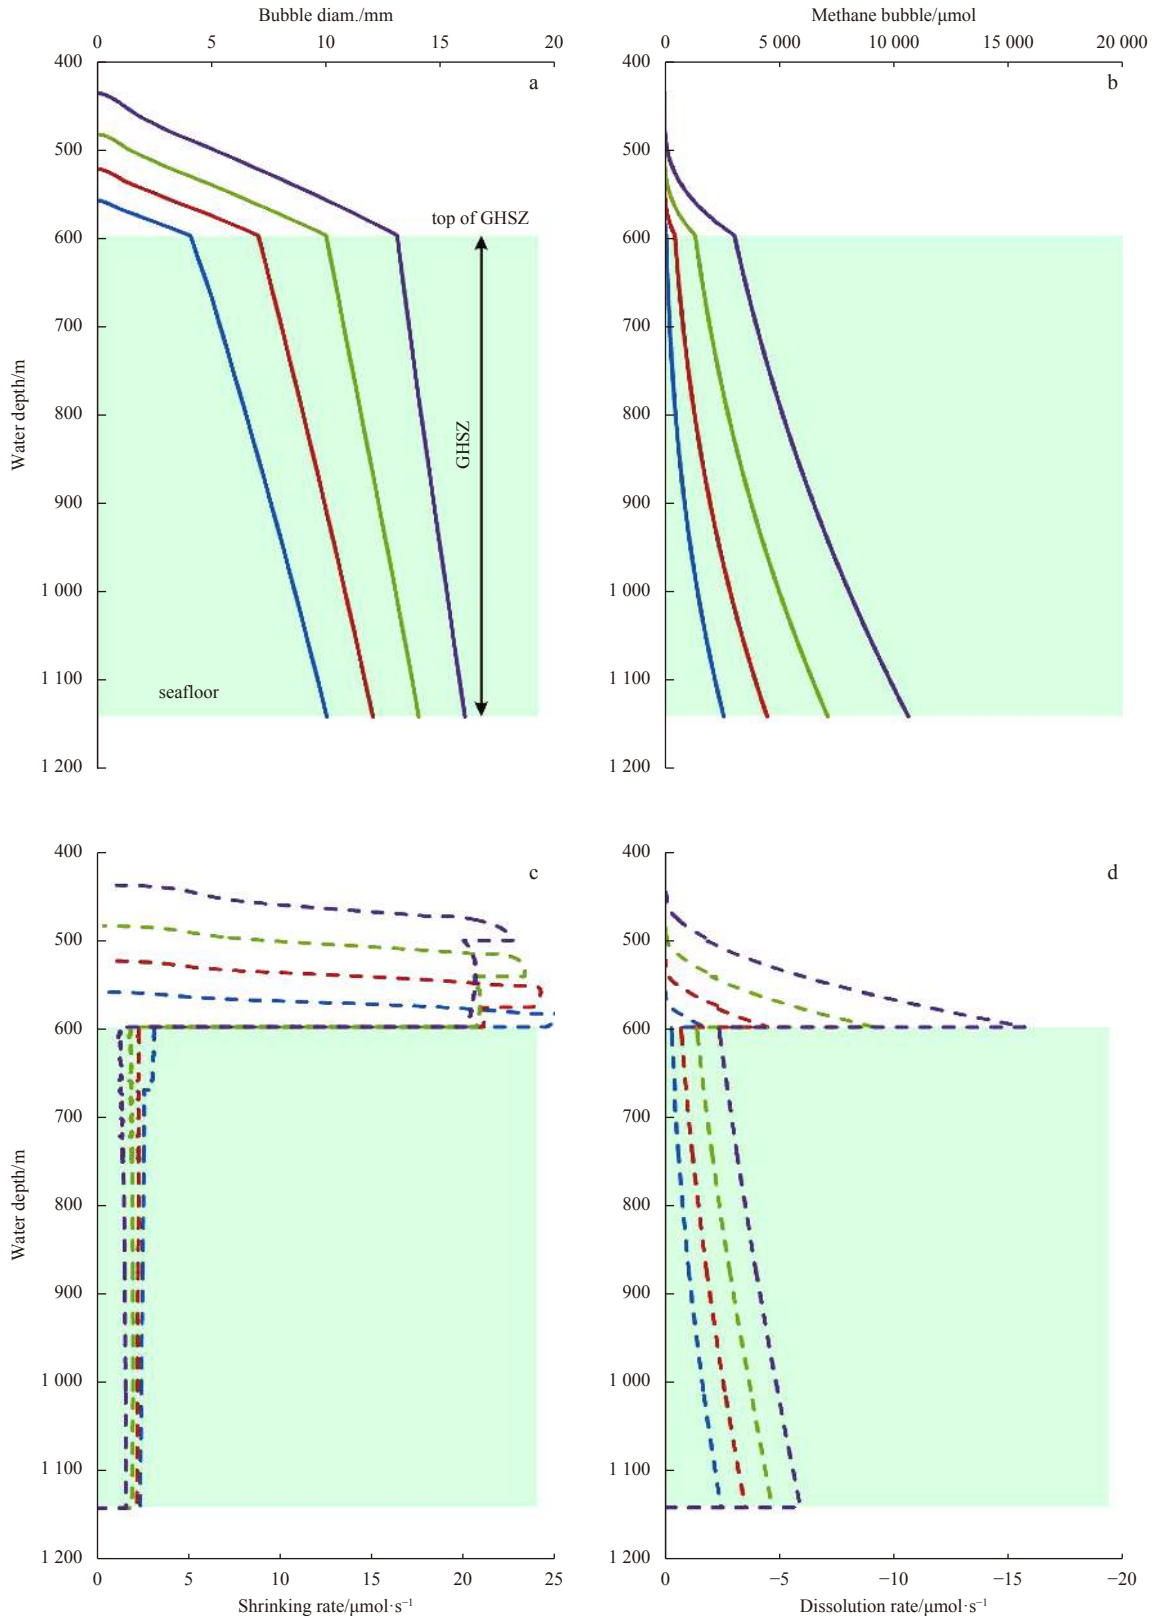 Bubble diam./mm
0 5 10 15 20
400
500
600
700
800
900
1 000
1 100
1 200
Water depth/m
a
top of GHSZ
GHSZ
seafloor
Methane bubble/μmol
0 5 000 10 000 15 000 20 000
400
500
600
700
800
900
1 000
1 100
1 200
b
400
500
600
700
800
900
1 000
1 100
1 200
Water depth/m
c
0 5 10 15 20 25
Shrinking rate/μmol·s⁻¹
400
500
600
700
800
900
1 000
1 100
1 200
d
0 −5 −10 −15 −20
Dissolution rate/μmol·s⁻¹